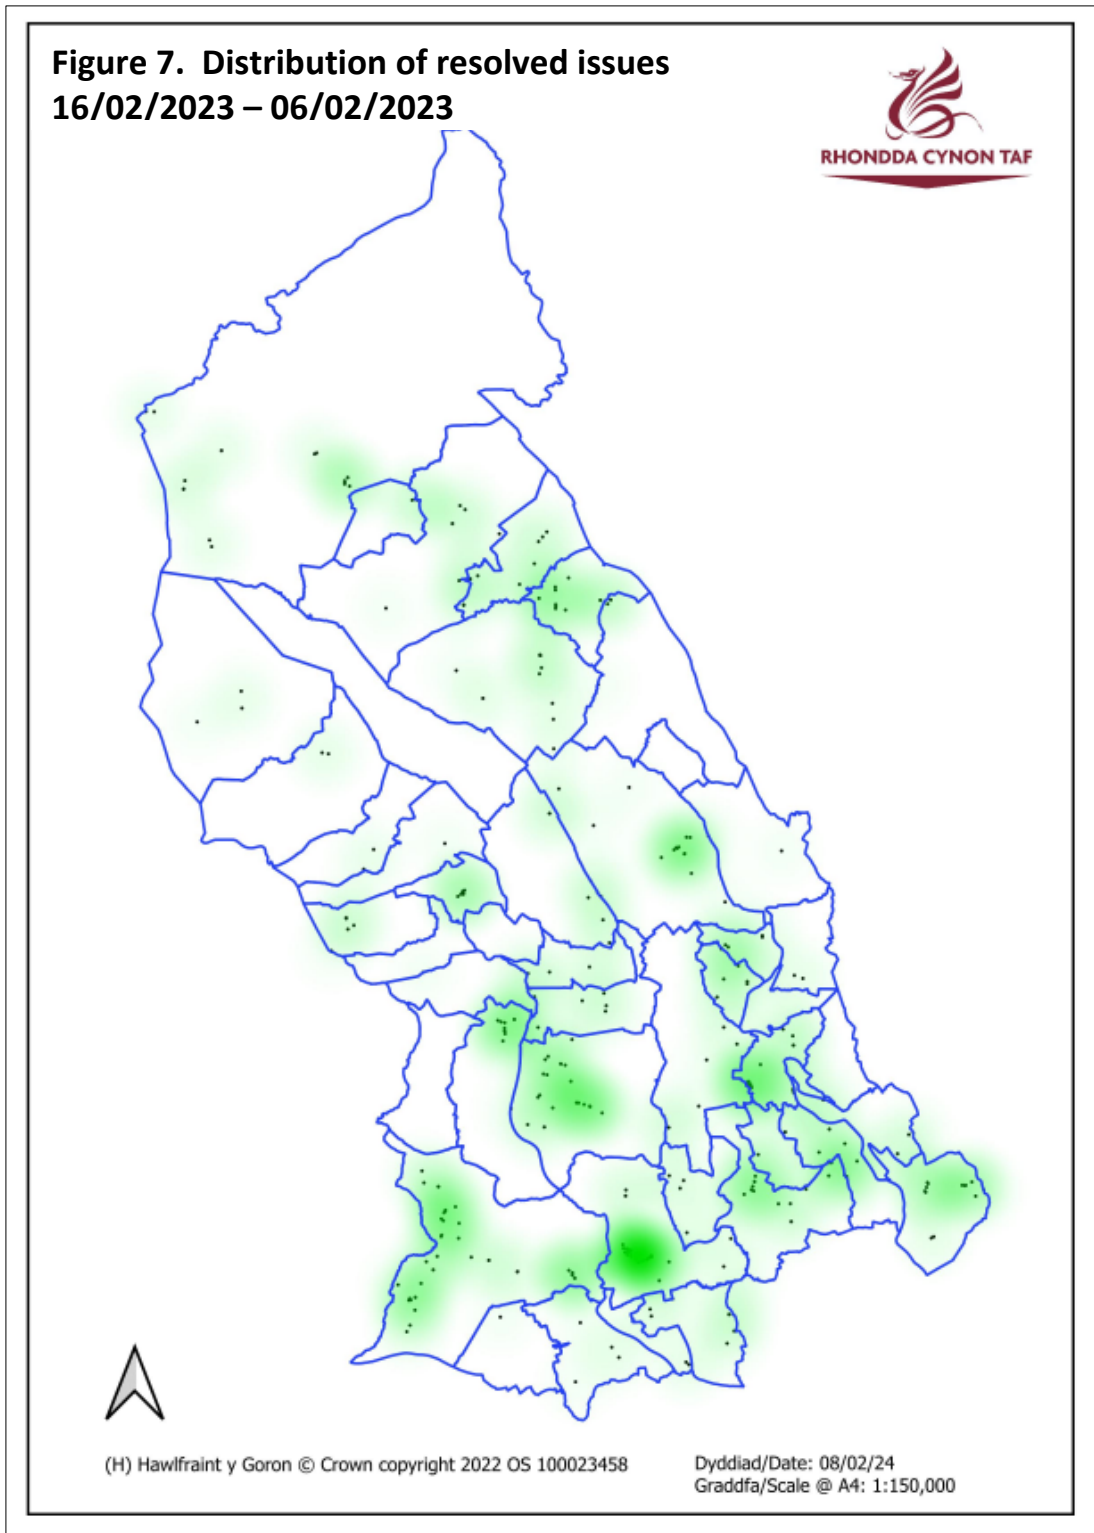 Figure 7. Distribution of resolved issues
16/02/2023 – 06/02/2023
RHONDDA CYNON TAF
(H) Hawlfraint y Goron © Crown copyright 2022 OS 100023458
Dyddiad/Date: 08/02/24
Graddfa/Scale @ A4: 1:150,000